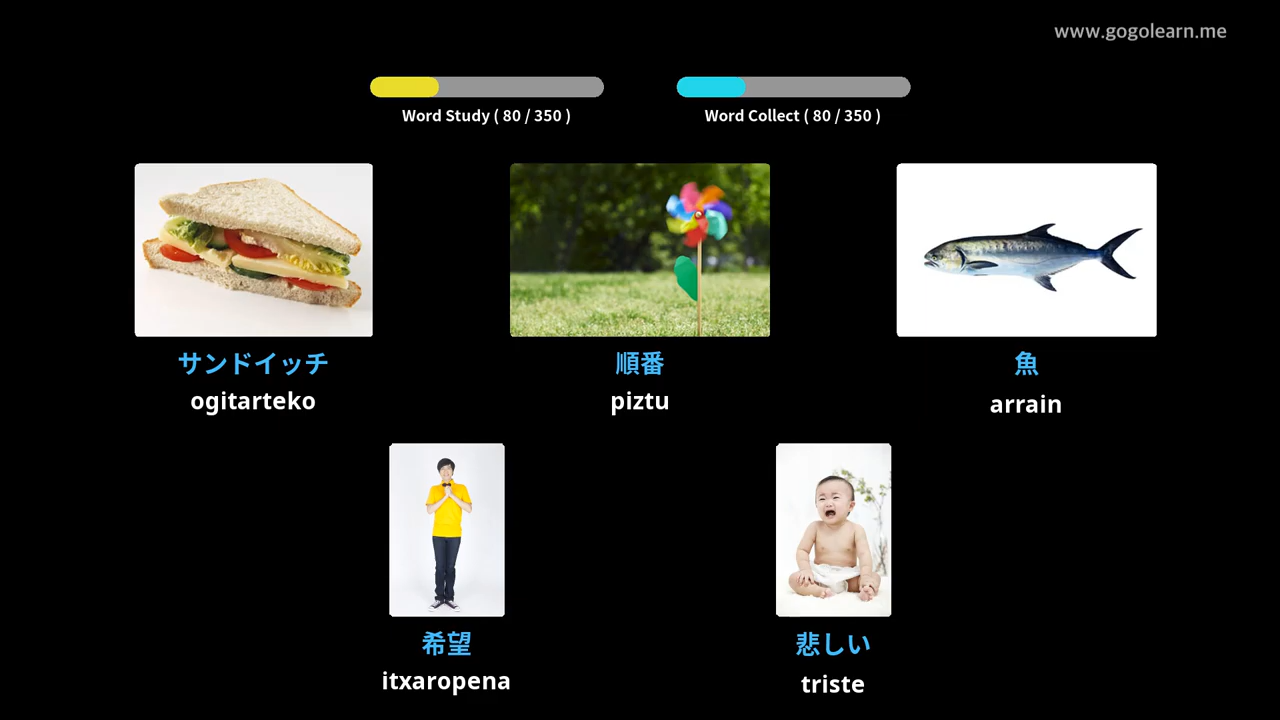 www.gogolearn.me
Word Study ( 80 / 350 )
Word Collect ( 80 / 350 )
サンドイッチ
ogitarteko
順番
piztu
魚
arrain
希望
itxaropena
悲しい
triste